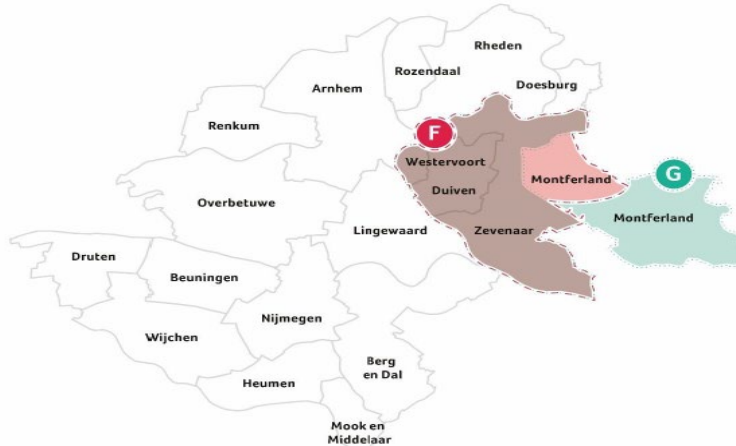 Rheden
Rozendaal
Doesburg
Arnhem
Renkum
F
Westervoort
G
Montferland
Duiven
Overbetuwe
Montferland
Lingewaard
Zevenaar
Druten
Beuningen
Nijmegen
Wijchen
Berg
en Dal
Heumen
Mook en
Middelaar